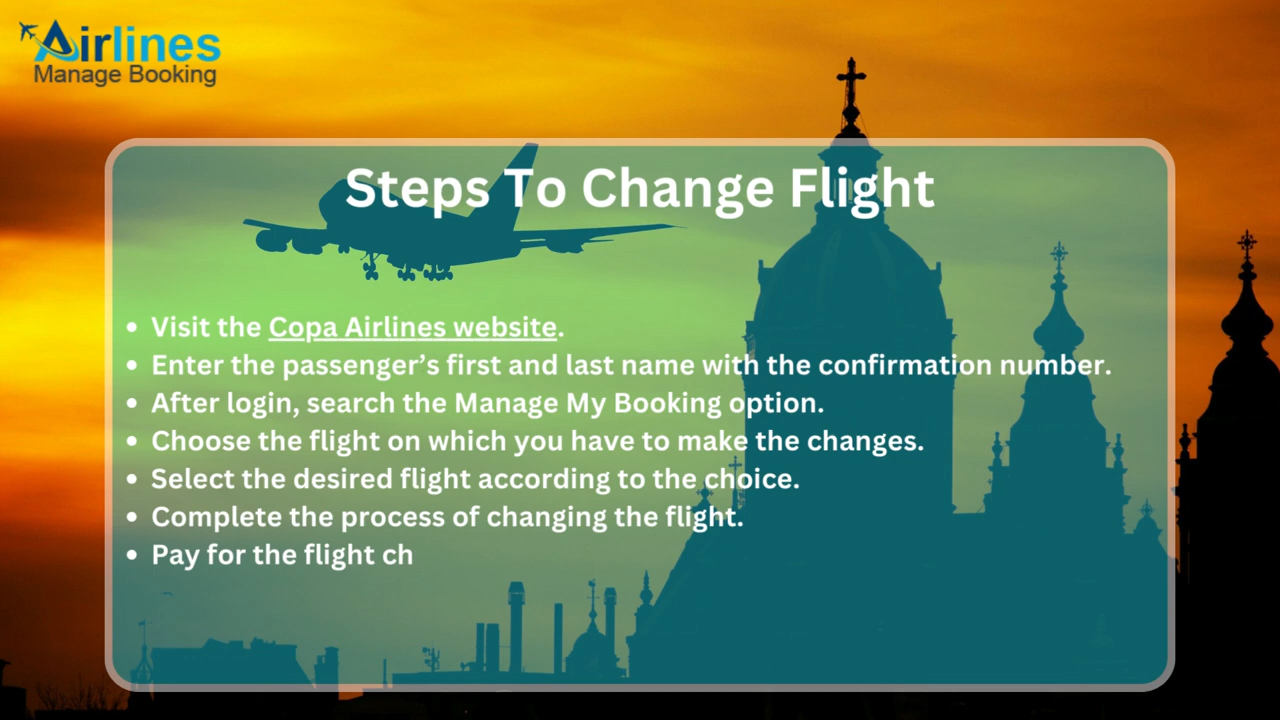 Airlines
Manage Booking
Steps To Change Flight
• Visit the Copa Airlines website.
• Enter the passenger’s first and last name with the confirmation number.
• After login, search the Manage My Booking option.
• Choose the flight on which you have to make the changes.
• Select the desired flight according to the choice.
• Complete the process of changing the flight.
• Pay for the flight ch